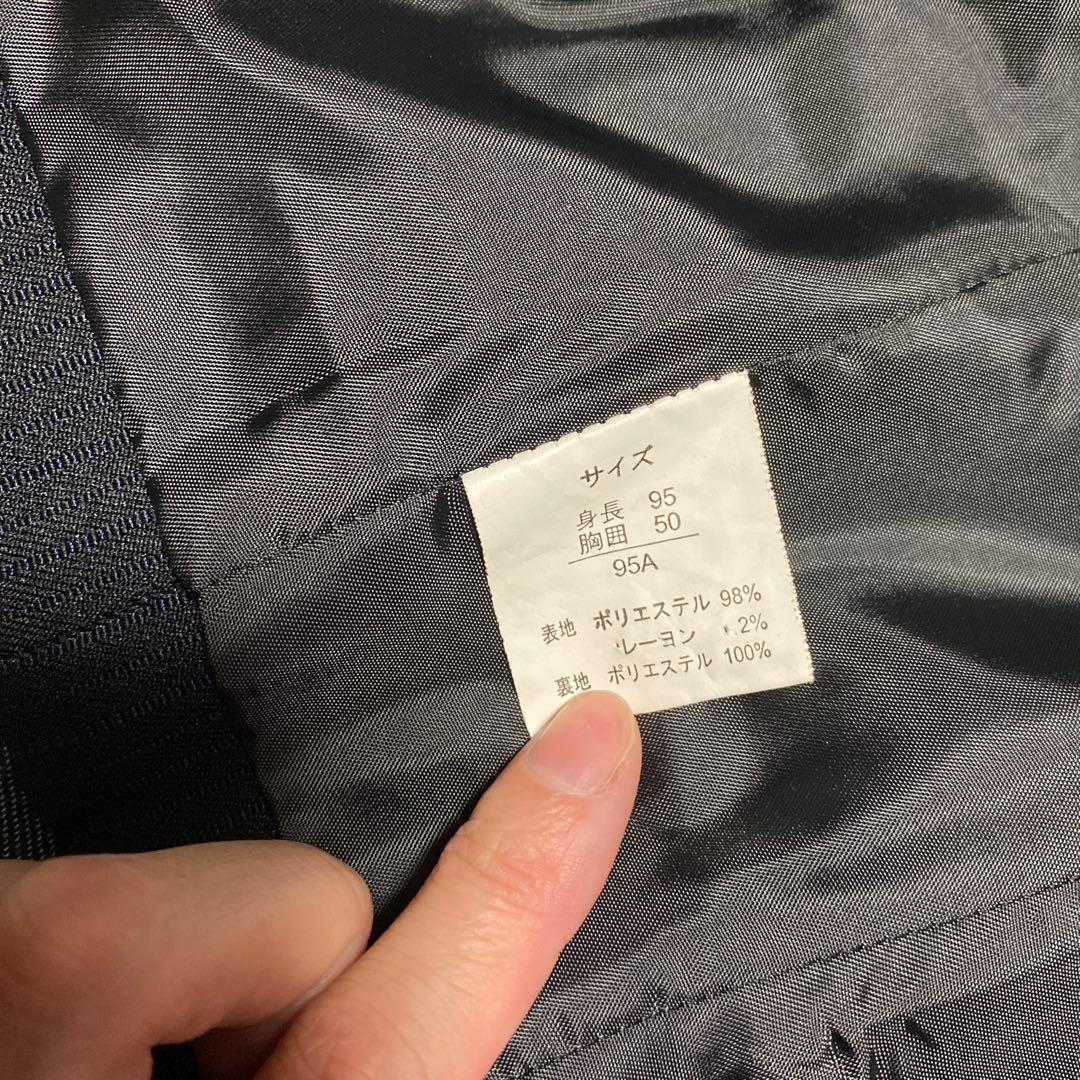 サイズ
身長 95
胸囲 50
95A
表地 ポリエステル 98%
レーヨン 2%
裏地 ポリエステル 100%